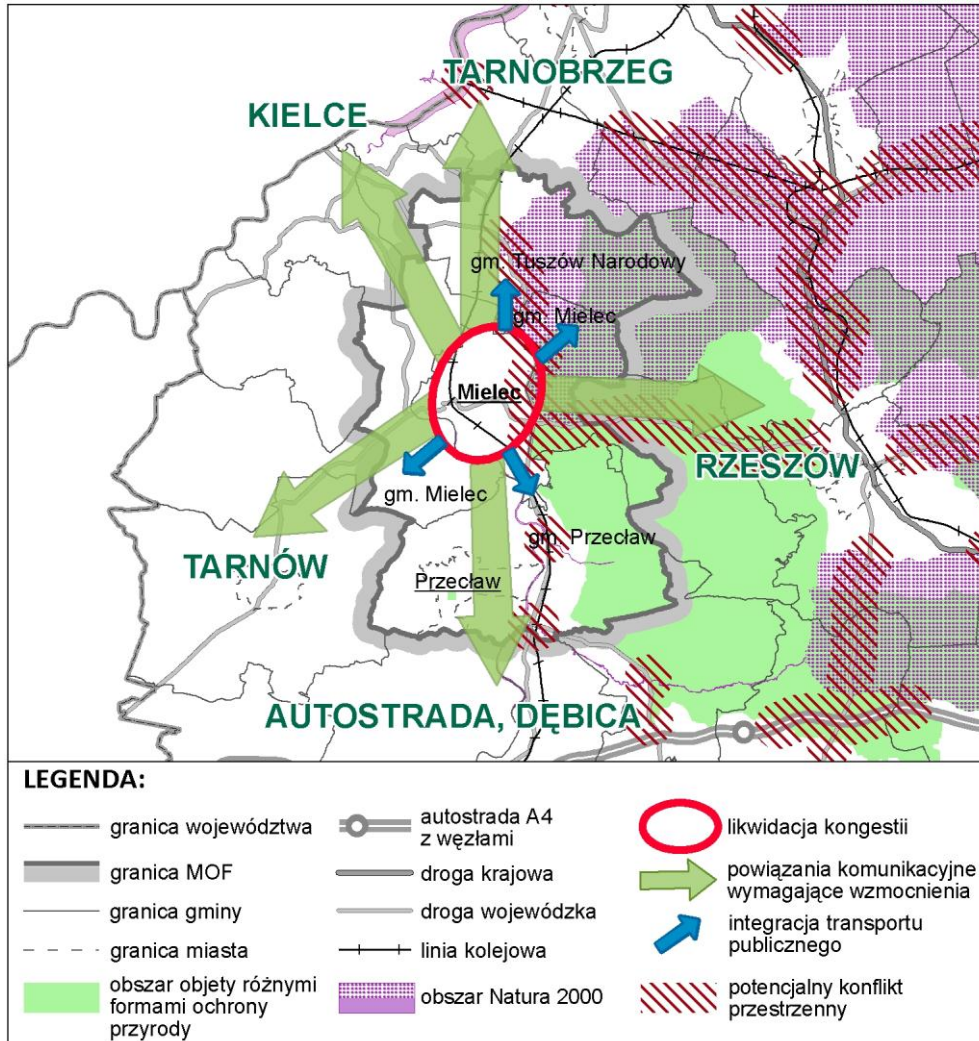 TARNOBRZEG
KIELCE
gm. Tuszów Narodowy
gm. Mielec
Mielec
RZESZÓW
gm. Mielec
gm. Przecław
TARNÓW
Przecław
AUTOSTRADA, DĘBICA
LEGENDA:
granica województwa
granica MOF
granica gminy
granica miasta
obszar objety różnymi
formami ochrony
przyrody
autostrada A4
z węzłami
droga krajowa
droga wojewódzka
linia kolejowa
obszar Natura 2000
likwidacja kongestii
powiązania komunikacyjne
wymagające wzmocnienia
integracja transportu
publicznego
potencjalny konflikt
przestrzenny